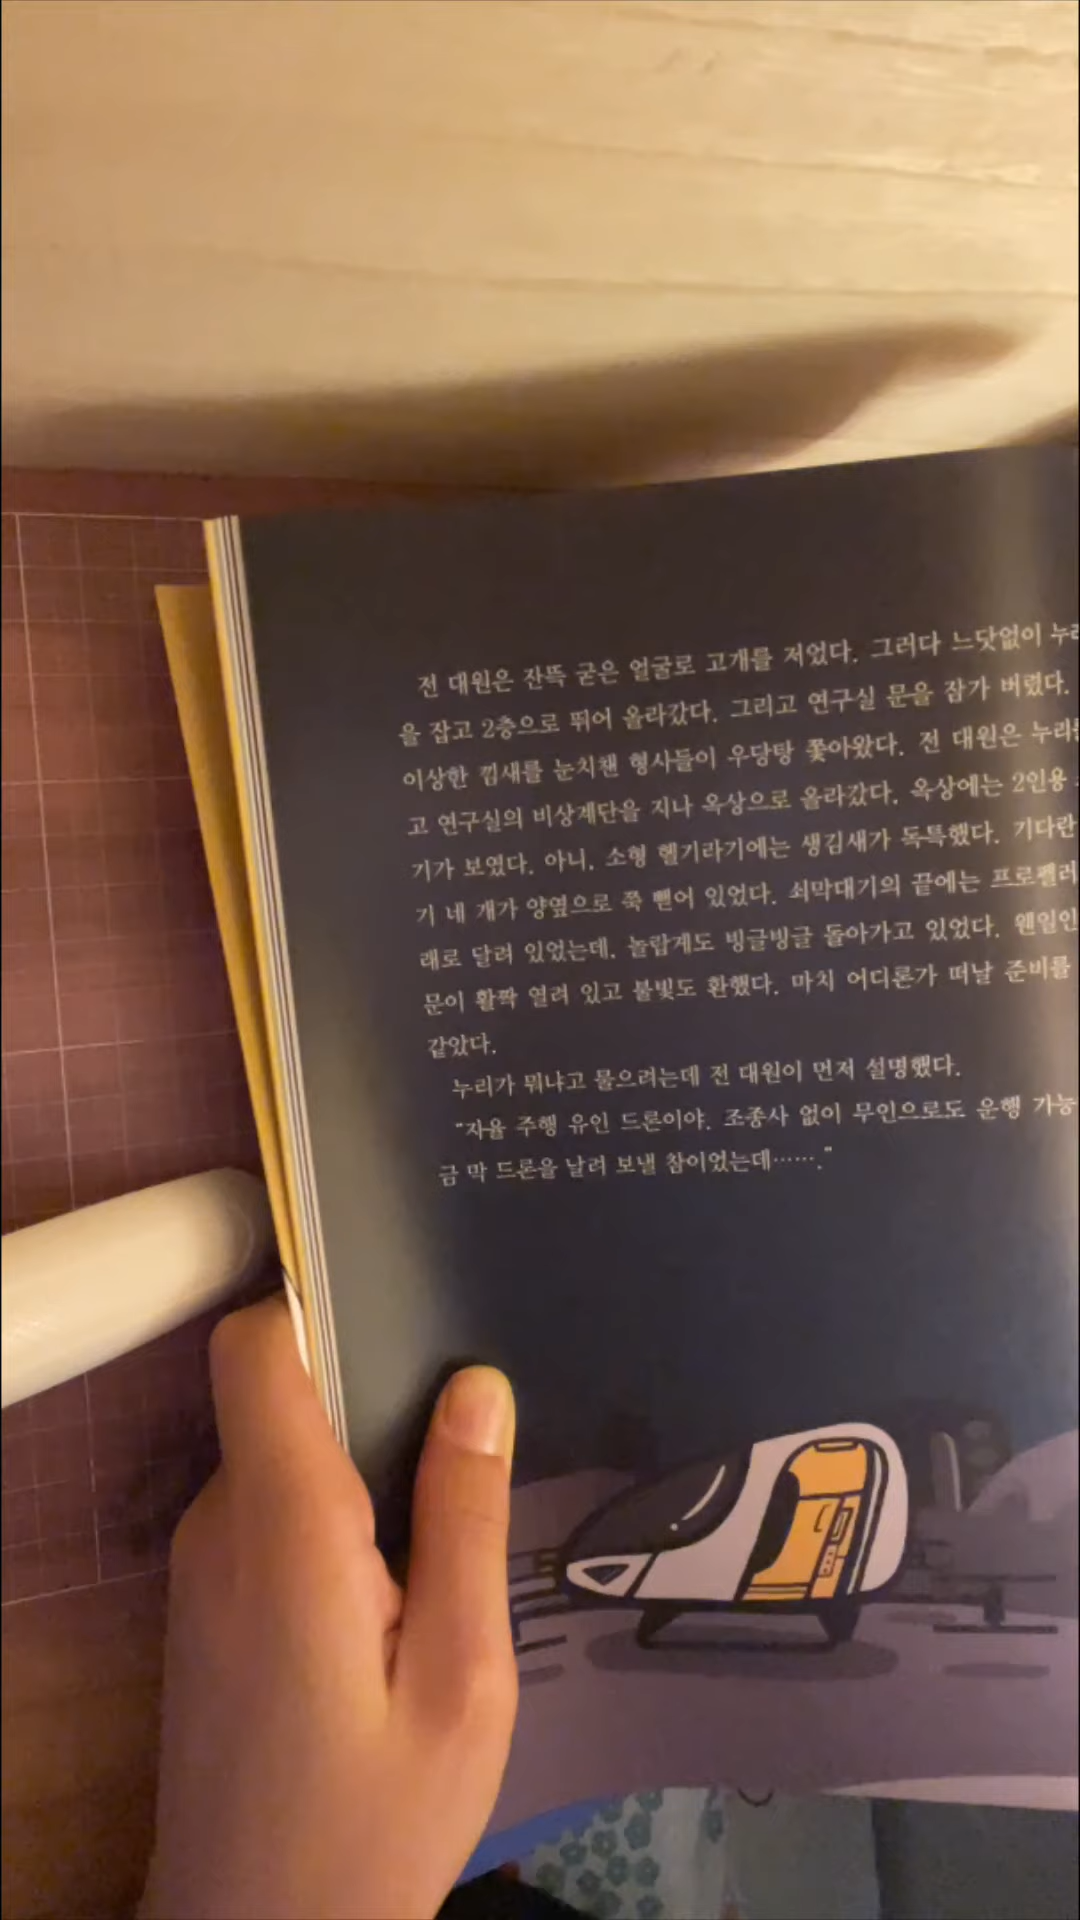 전 대원은 잔뜩 굳은 얼굴로 고개를 저었다. 그러다 느닷없이
을 잡고 2층으로 뛰어 올라갔다. 그리고 연구실 문을 잠가 버렸다.
이상한 낌새를 눈치챈 형사들이 우당탕 쫓아왔다. 전 대원은 누리를
고 연구실의 비상계단을 지나 옥상으로 올라갔다. 옥상에는 2인용
기가 보였다. 아니, 소형 헬기라기에는 생김새가 독특했다. 기다란
기 네 개가 양옆으로 쭉 뻗어 있었다. 쇠막대기의 끝에는 프로펠러
래로 달려 있었는데, 놀랍게도 빙글빙글 돌아가고 있었다. 웬일인
문이 활짝 열려 있고 불빛도 환했다. 마치 어디론가 떠날 준비를
같았다.
누리가 뭐냐고 물으려는데 전 대원이 먼저 설명했다.
"자율 주행 유인 드론이야. 조종사 없이 무인으로도 운행 가능
금 막 드론을 날려 보낼 참이었는데……."